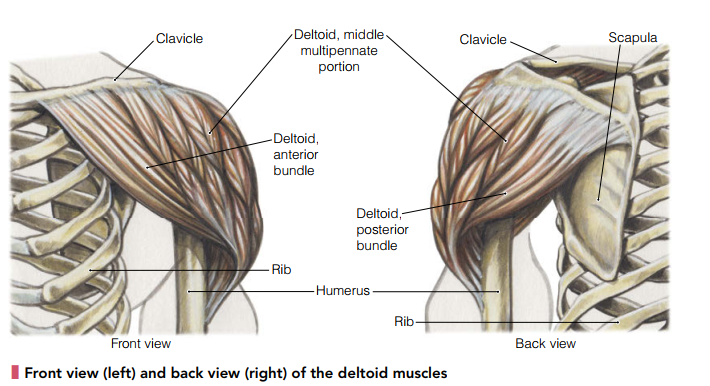 Clavicle
Deltoid, middle
multipennate
portion
Clavicle
Scapula
Deltoid,
anterior
bundle
Deltoid,
posterior
bundle
Rib
Humerus
Rib
Front view
Back view
Front view (left) and back view (right) of the deltoid muscles